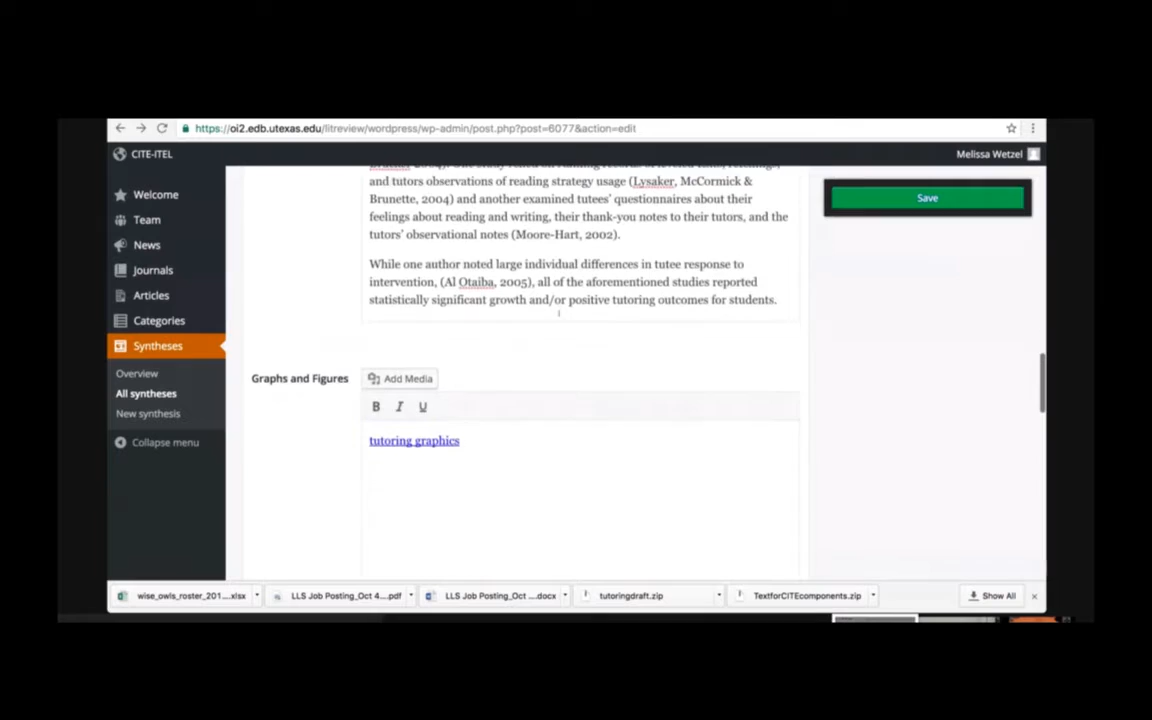 https://oi2.edb.utexas.edu/litreview/wordpress/wp-admin/post.php?post=6077&action=edit
CITE-ITEL
Melissa Wetzel
Welcome
Team
News
Journals
Articles
Categories
Syntheses
Overview
All syntheses
New synthesis
Collapse menu
and tutors observations of reading strategy usage (Lysaker, McCormick &
Brunette, 2004) and another examined tutees' questionnaires about their
feelings about reading and writing, their thank-you notes to their tutors, and the
tutors' observational notes (Moore-Hart, 2002).
While one author noted large individual differences in tutee response to
intervention, (Al Otaiba, 2005), all of the aforementioned studies reported
statistically significant growth and/or positive tutoring outcomes for students.
Save
Graphs and Figures
Add Media
B I U
tutoring graphics
wise_owls_roster_201....xlsx
LLS Job Posting_Oct 4....pdf
LLS Job Posting_Oct ....docx
tutoringdraft.zip
TextforCITEcomponents.zip
Show All